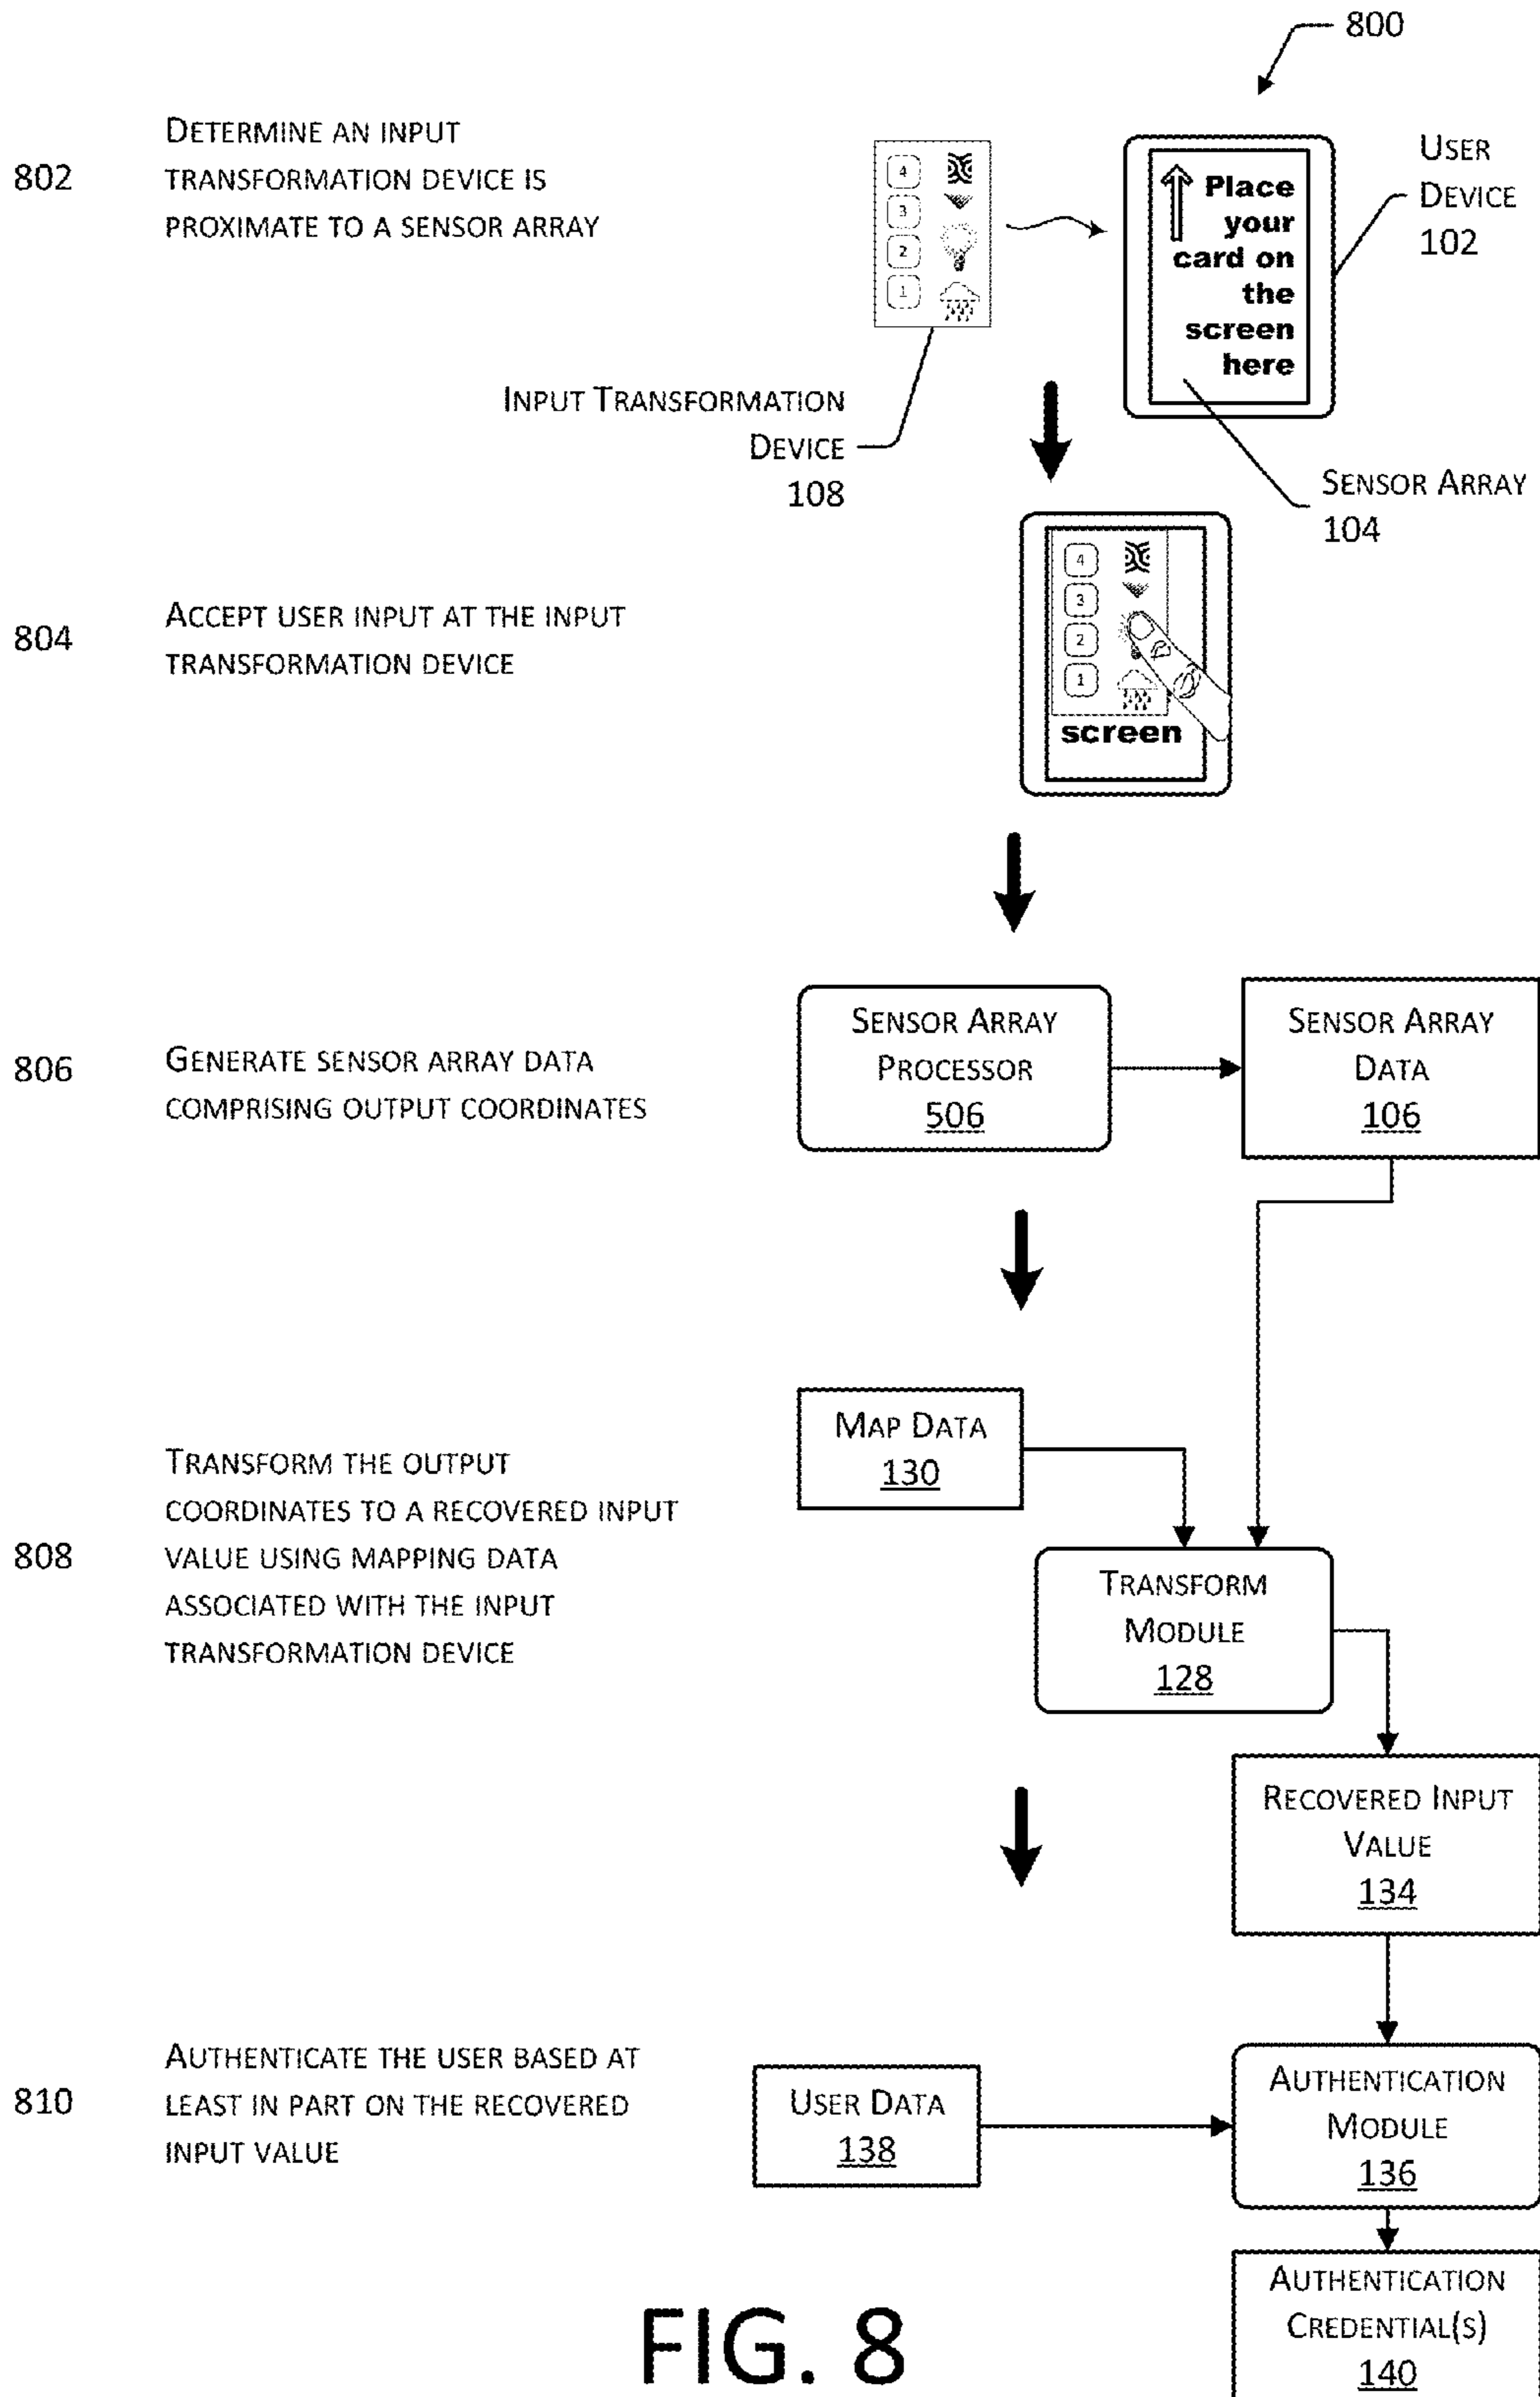 800
802
DETERMINE AN INPUT
TRANSFORMATION DEVICE IS
PROXIMATE TO A SENSOR ARRAY
4
3
2
1
Place
your
card on
the
screen
here
USER
DEVICE
102
INPUT TRANSFORMATION
DEVICE
108
SENSOR ARRAY
104
804
ACCEPT USER INPUT AT THE INPUT
TRANSFORMATION DEVICE
4
3
2
1
screen
806
GENERATE SENSOR ARRAY DATA
COMPRISING OUTPUT COORDINATES
SENSOR ARRAY
PROCESSOR
506
SENSOR ARRAY
DATA
106
808
TRANSFORM THE OUTPUT
COORDINATES TO A RECOVERED INPUT
VALUE USING MAPPING DATA
ASSOCIATED WITH THE INPUT
TRANSFORMATION DEVICE
MAP DATA
130
TRANSFORM
MODULE
128
RECOVERED INPUT
VALUE
134
810
AUTHENTICATE THE USER BASED AT
LEAST IN PART ON THE RECOVERED
INPUT VALUE
USER DATA
138
AUTHENTICATION
MODULE
136
AUTHENTICATION
CREDENTIAL(S)
140
FIG. 8